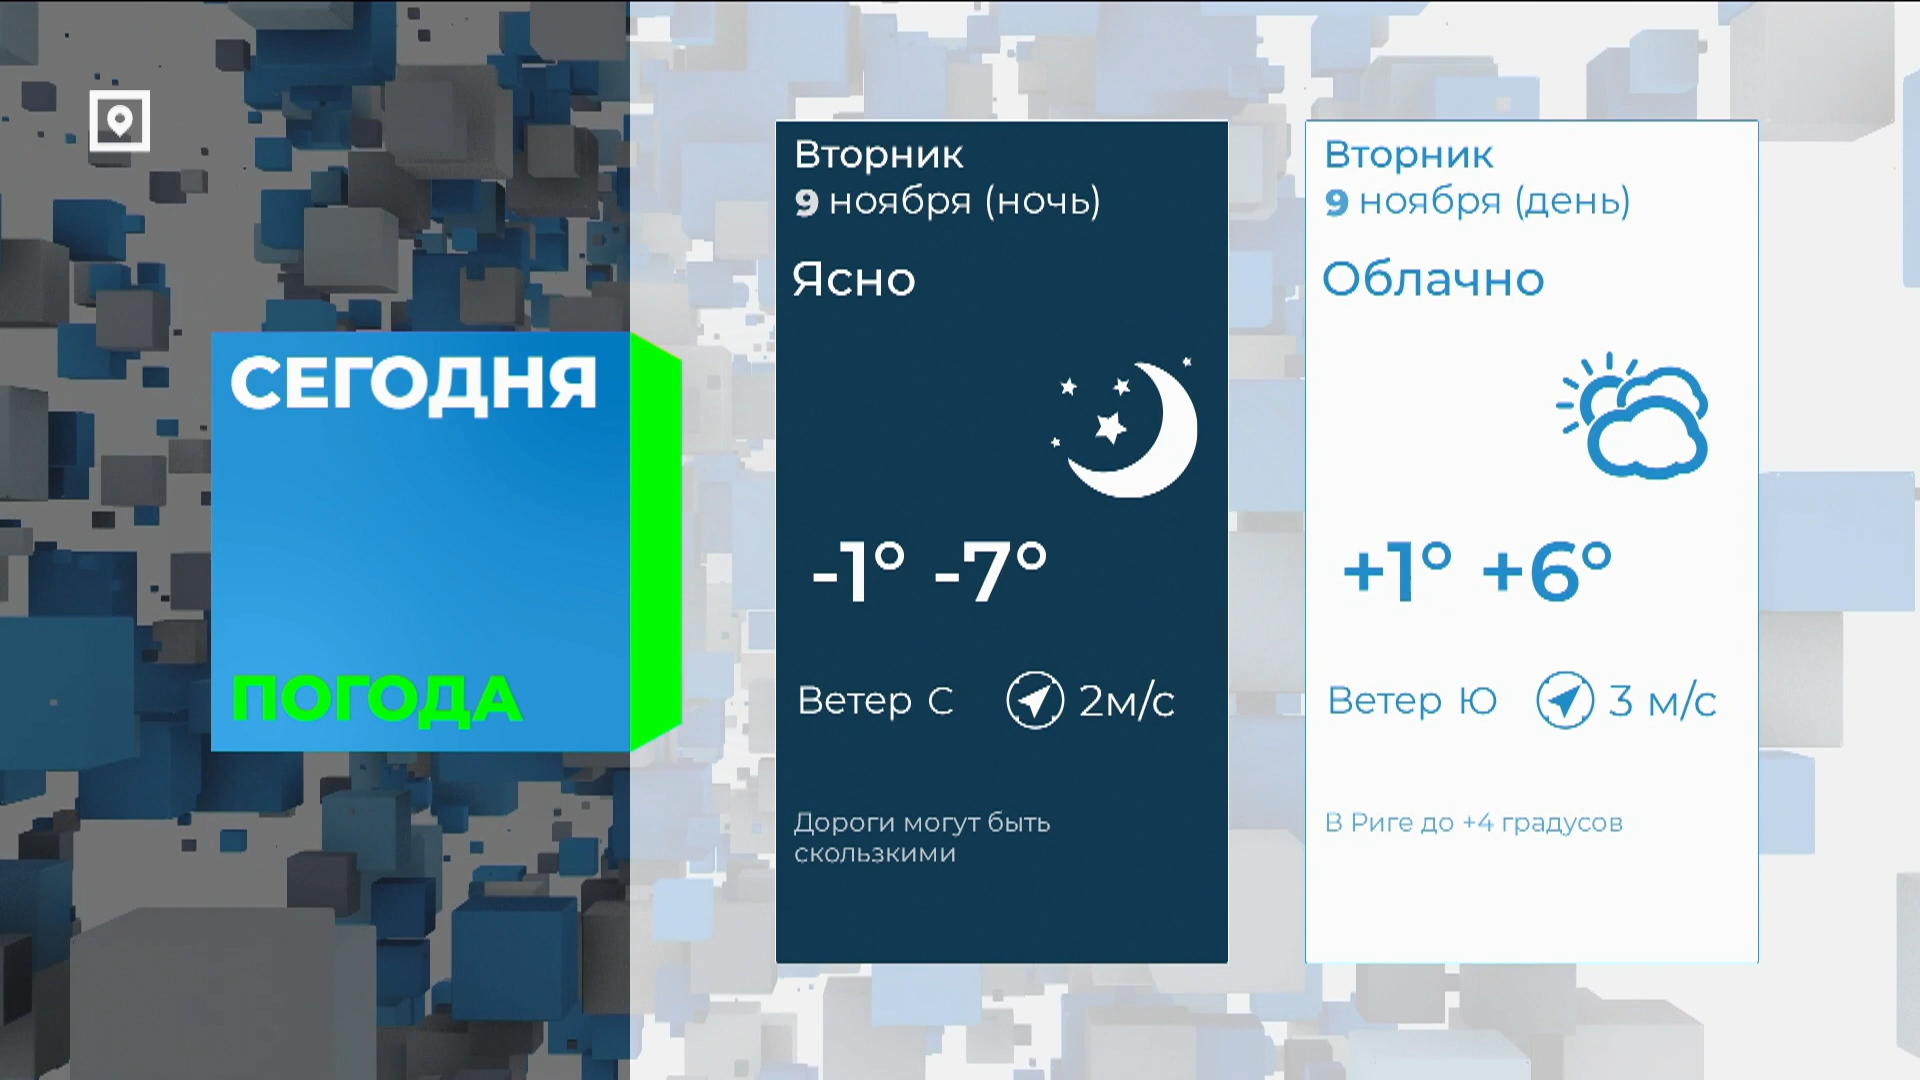 СЕГОДНЯ
ПОГОДА
Вторник
9 ноября (ночь)
Ясно
-1° -7°
Ветер С 2м/с
Дороги могут быть
скользкими
Вторник
9 ноября (день)
Облачно
+1° +6°
Ветер Ю 3 м/с
В Риге до +4 градусов